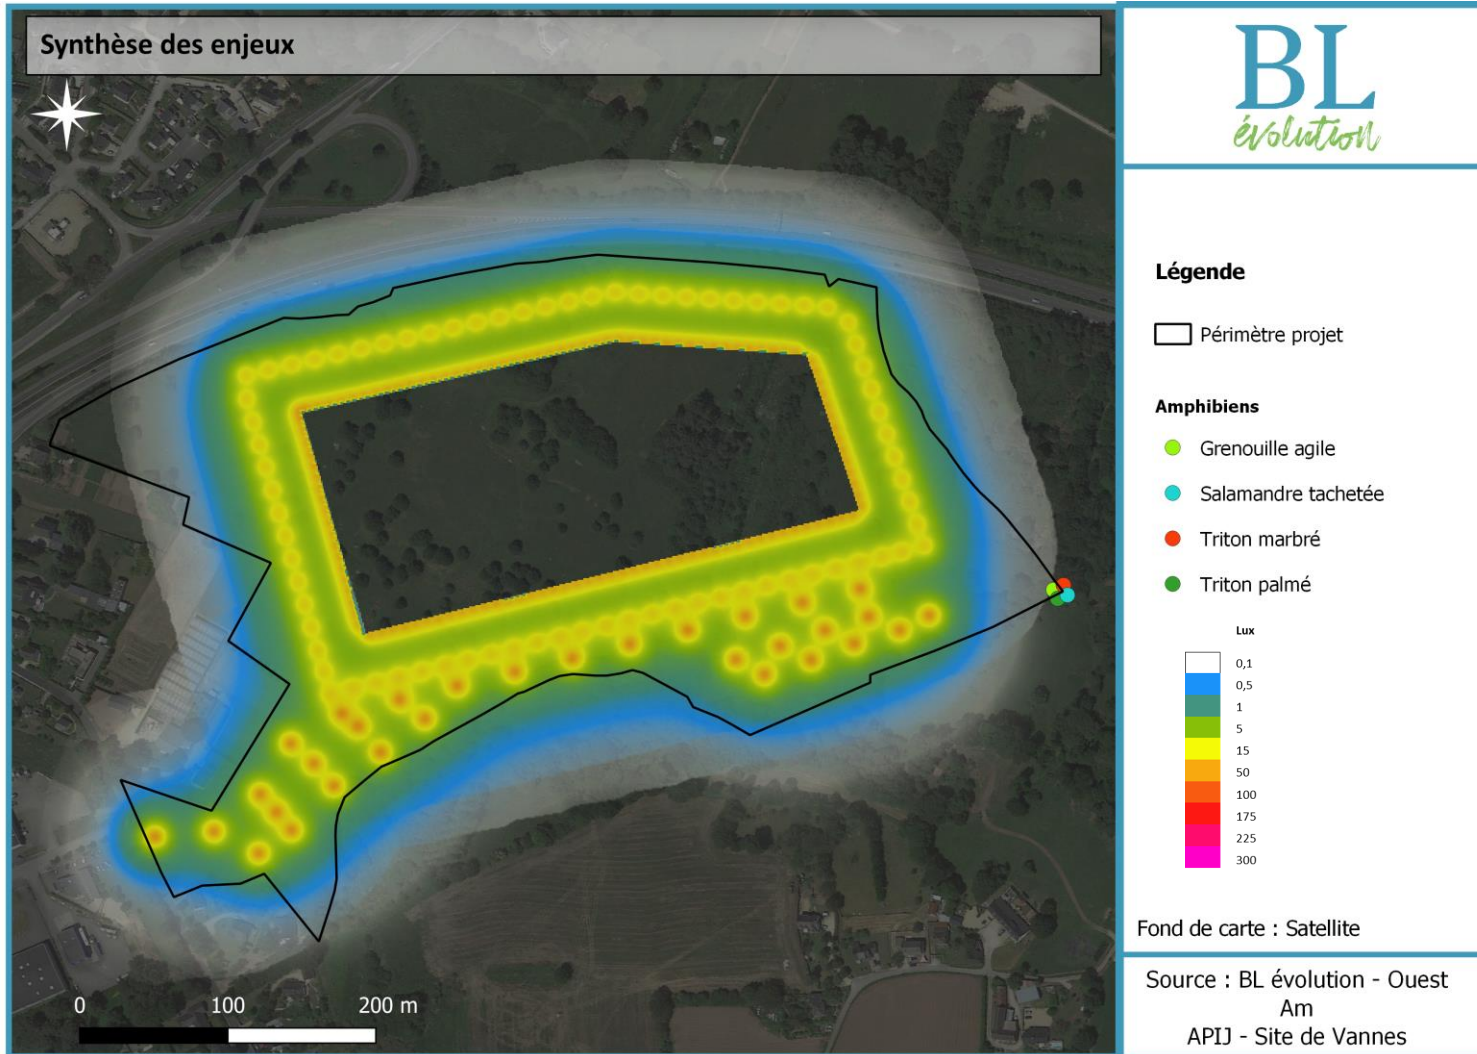 Synthèse des enjeux
BL
évolution
Légende
Périmètre projet
Amphibiens
Grenouille agile
Salamandre tachetée
Triton marbré
Triton palmé
Lux
0,1
0,5
1
5
15
50
100
175
225
300
Fond de carte : Satellite
0 100 200 m
Source : BL évolution - Ouest
Am
APIJ - Site de Vannes